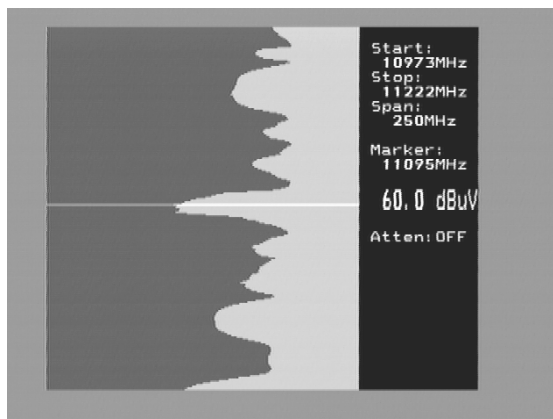 Start:
10973MHz
Stop:
11222MHz
Span:
250MHz
Marker:
11095MHz
60.0 dBuV
Atten:OFF